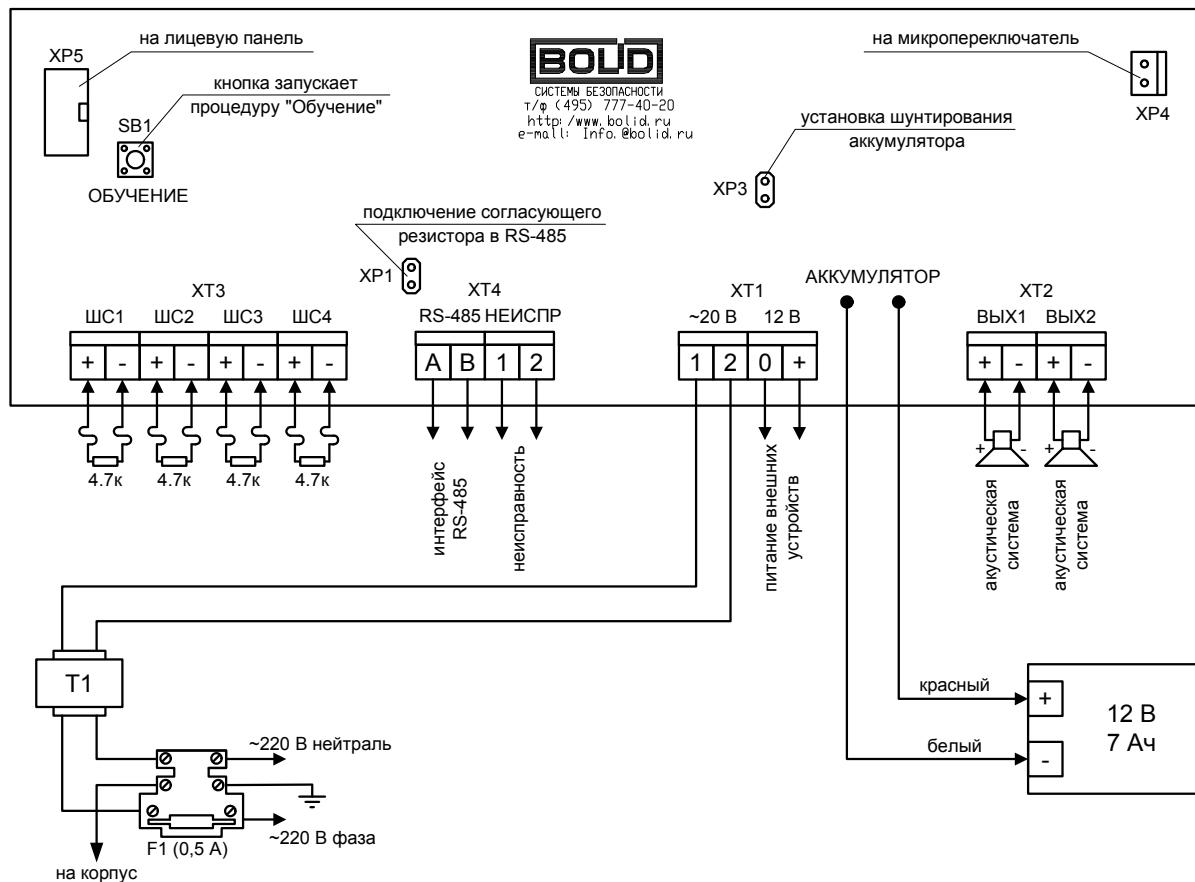 на лицевую панель
XP5
кнопка запускает
процедуру "Обучение"
SB1
ОБУЧЕНИЕ
BOLID
СИСТЕМЫ БЕЗОПАСНОСТИ
т/ф (495) 777-40-20
http:/www.bolid.ru
e-mall: Info.@bolid.ru
на микропереключатель
XP4
установка шунтирования
аккумулятора
XP3
подключение согласующего
резистора в RS-485
XP1
XT3
ШС1 ШС2 ШС3 ШС4
+ - + - + - + -
4.7к 4.7к 4.7к 4.7к
XT4
RS-485 НЕИСПР
A B 1 2
интерфейс
RS-485
неисправность
XT1
~20 В 12 В
1 2 0 +
питание внешних
устройств
АККУМУЛЯТОР
XT2
ВЫХ1 ВЫХ2
+ - + -
+ - + -
акустическая
система
акустическая
система
T1
~220 В нейтраль
~220 В фаза
F1 (0,5 А)
на корпус
красный
белый
+
-
12 В
7 Ач